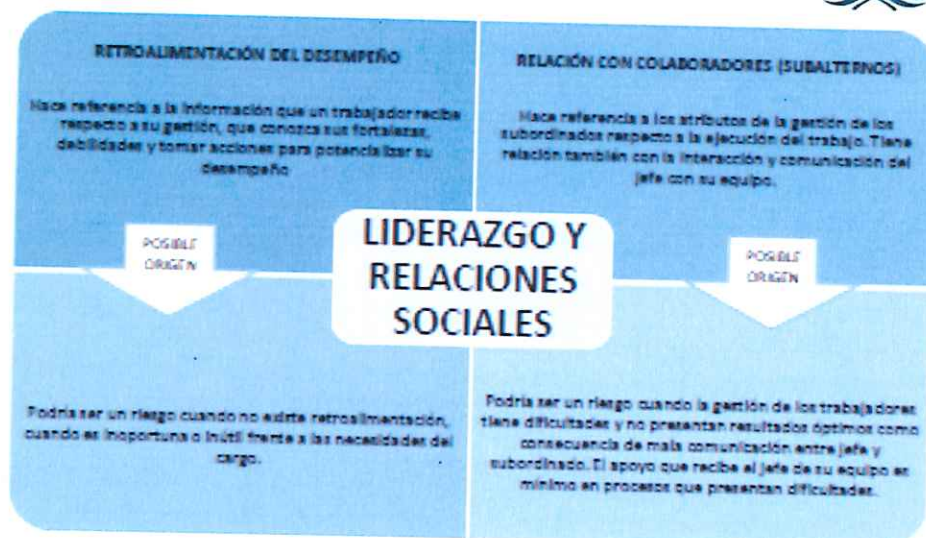 RETROALIMENTACIÓN DEL DESEMPEÑO
Hace referencia a la información que un trabajador recibe
respecto a su gestión, que conozca sus fortalezas,
debilidades y tomar acciones para potencializar su
desempeño
RELACIÓN CON COLABORADORES (SUBALTERNOS)
Hace referencia a los atributos de la gestión de los
subordinados respecto a la ejecución del trabajo. Tiene
relación también con la interacción y comunicación del
jefe con su equipo.
LIDERAZGO Y
RELACIONES
SOCIALES
POSIBLE
ORIGEN
POSIBLE
ORIGEN
Podría ser un riesgo cuando no existe retroalimentación,
cuando es inoportuna o inútil frente a las necesidades del
cargo.
Podría ser un riesgo cuando la gestión de los trabajadores
tiene dificultades y no presentan resultados óptimos como
consecuencia de mala comunicación entre jefe y
subordinado. El apoyo que recibe el jefe de su equipo es
mínimo en procesos que presentan dificultades.